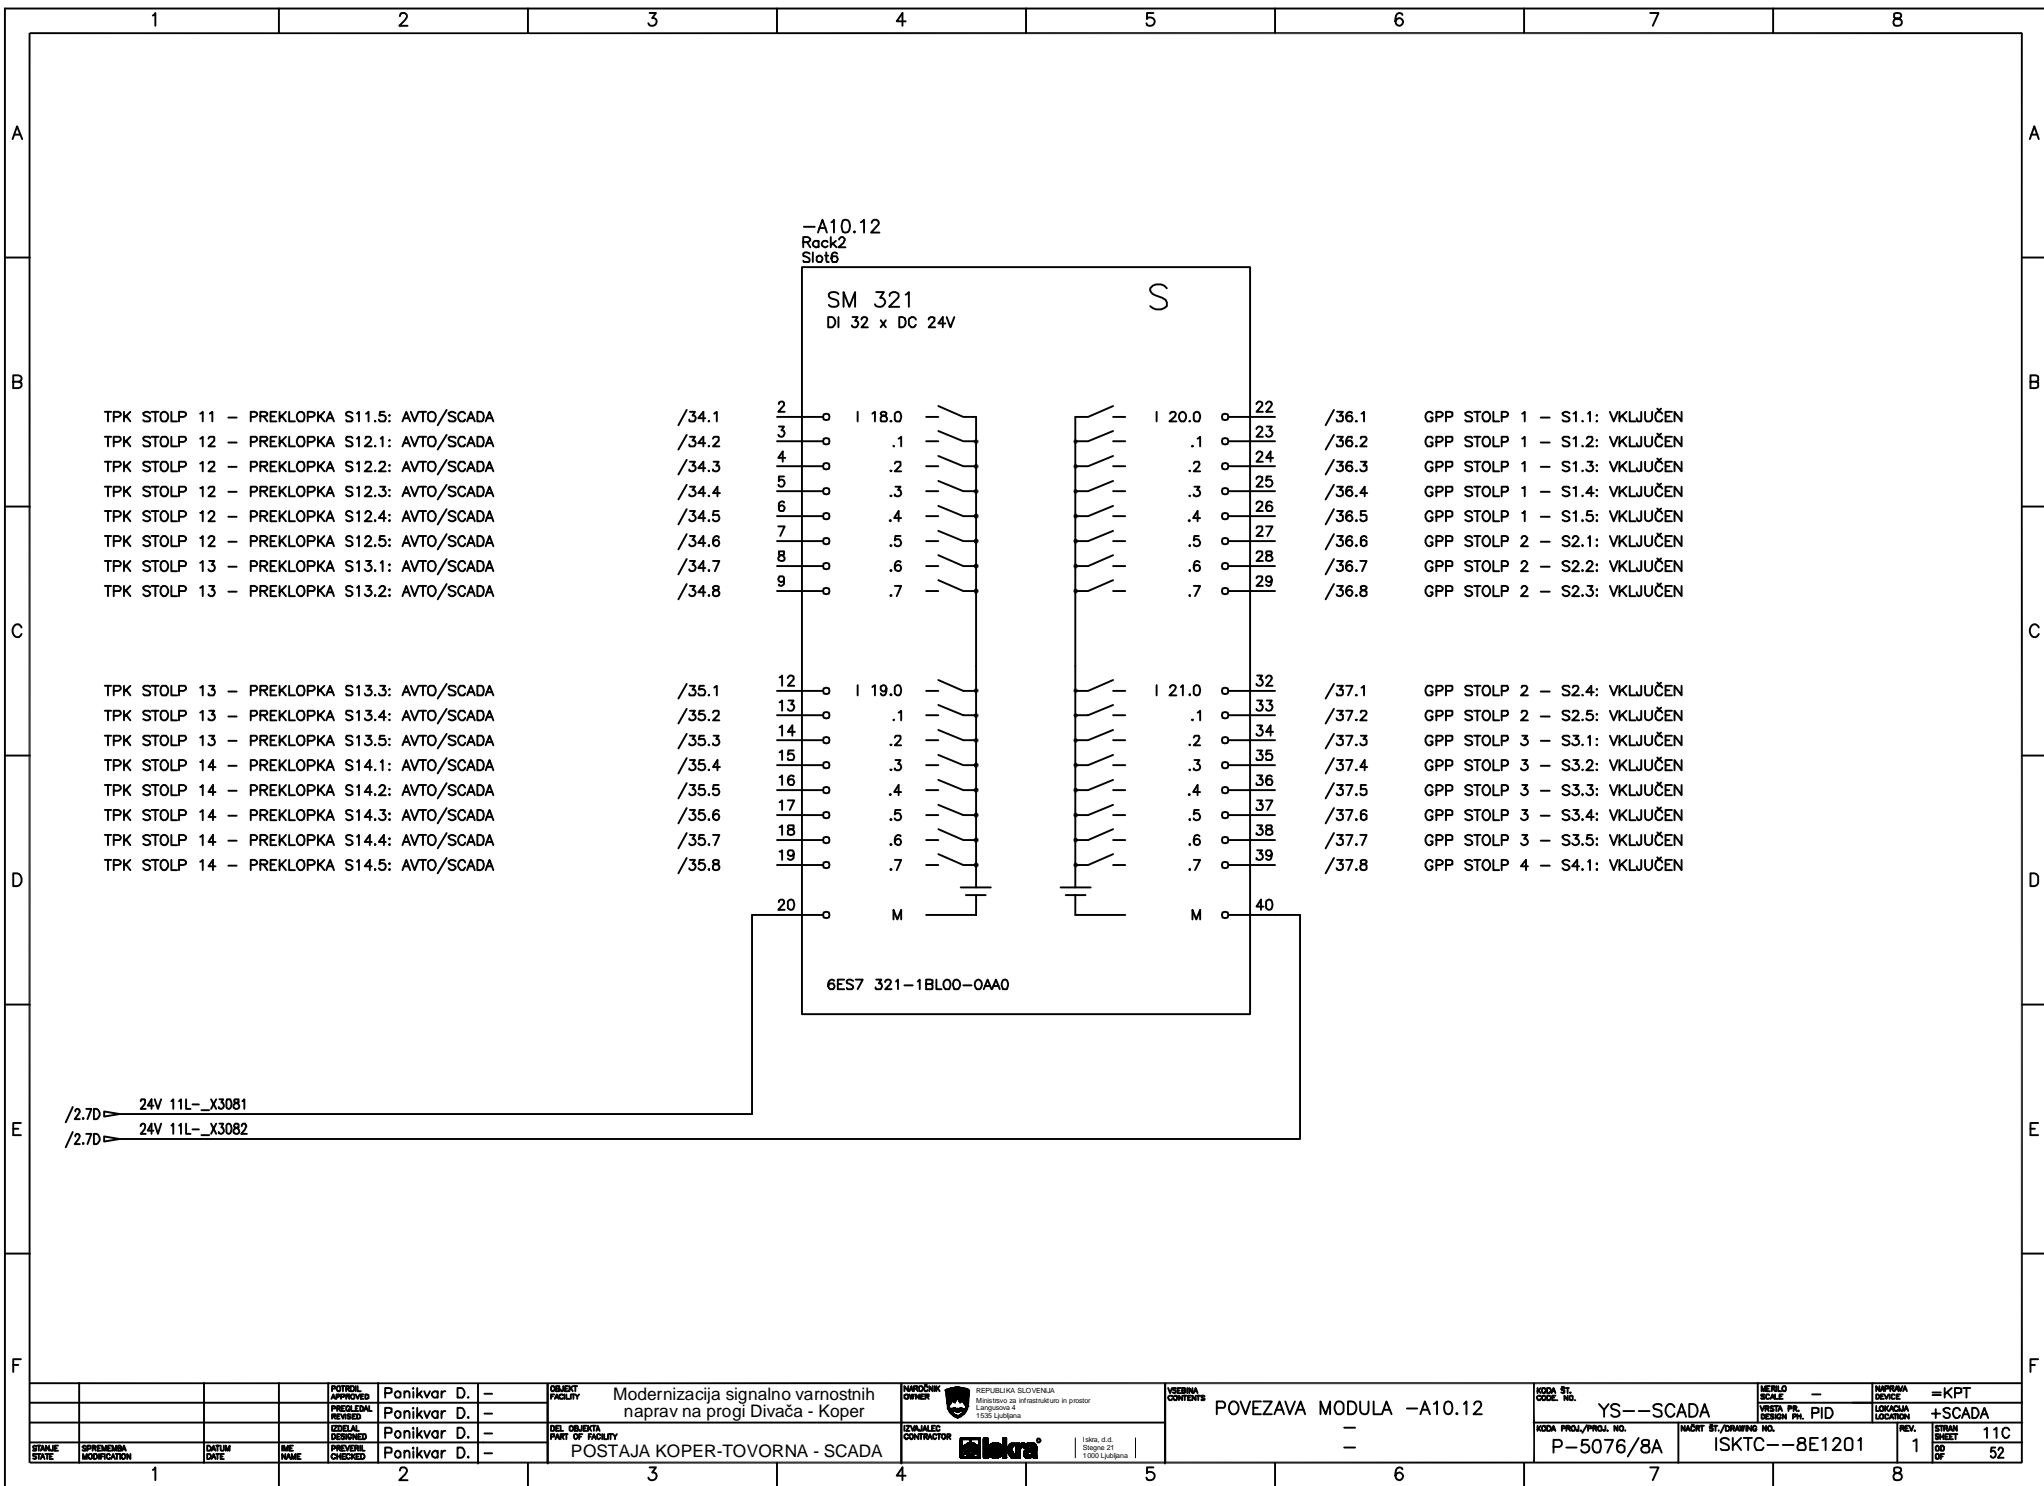 1 2 3 4 5 6 7 8
A A
-A10.12
Rack2
Slot6
SM 321 S
DI 32 x DC 24V
B B
TPK STOLP 11 - PREKLOPKA S11.5: AVTO/SCADA /34.1 2 I 18.0 I 20.0 22 /36.1 GPP STOLP 1 - S1.1: VKLJUČEN
TPK STOLP 12 - PREKLOPKA S12.1: AVTO/SCADA /34.2 3 .1 .1 23 /36.2 GPP STOLP 1 - S1.2: VKLJUČEN
TPK STOLP 12 - PREKLOPKA S12.2: AVTO/SCADA /34.3 4 .2 .2 24 /36.3 GPP STOLP 1 - S1.3: VKLJUČEN
TPK STOLP 12 - PREKLOPKA S12.3: AVTO/SCADA /34.4 5 .3 .3 25 /36.4 GPP STOLP 1 - S1.4: VKLJUČEN
TPK STOLP 12 - PREKLOPKA S12.4: AVTO/SCADA /34.5 6 .4 .4 26 /36.5 GPP STOLP 1 - S1.5: VKLJUČEN
TPK STOLP 12 - PREKLOPKA S12.5: AVTO/SCADA /34.6 7 .5 .5 27 /36.6 GPP STOLP 2 - S2.1: VKLJUČEN
TPK STOLP 13 - PREKLOPKA S13.1: AVTO/SCADA /34.7 8 .6 .6 28 /36.7 GPP STOLP 2 - S2.2: VKLJUČEN
TPK STOLP 13 - PREKLOPKA S13.2: AVTO/SCADA /34.8 9 .7 .7 29 /36.8 GPP STOLP 2 - S2.3: VKLJUČEN
C C
TPK STOLP 13 - PREKLOPKA S13.3: AVTO/SCADA /35.1 12 I 19.0 I 21.0 32 /37.1 GPP STOLP 2 - S2.4: VKLJUČEN
TPK STOLP 13 - PREKLOPKA S13.4: AVTO/SCADA /35.2 13 .1 .1 33 /37.2 GPP STOLP 2 - S2.5: VKLJUČEN
TPK STOLP 13 - PREKLOPKA S13.5: AVTO/SCADA /35.3 14 .2 .2 34 /37.3 GPP STOLP 3 - S3.1: VKLJUČEN
TPK STOLP 14 - PREKLOPKA S14.1: AVTO/SCADA /35.4 15 .3 .3 35 /37.4 GPP STOLP 3 - S3.2: VKLJUČEN
TPK STOLP 14 - PREKLOPKA S14.2: AVTO/SCADA /35.5 16 .4 .4 36 /37.5 GPP STOLP 3 - S3.3: VKLJUČEN
TPK STOLP 14 - PREKLOPKA S14.3: AVTO/SCADA /35.6 17 .5 .5 37 /37.6 GPP STOLP 3 - S3.4: VKLJUČEN
TPK STOLP 14 - PREKLOPKA S14.4: AVTO/SCADA /35.7 18 .6 .6 38 /37.7 GPP STOLP 3 - S3.5: VKLJUČEN
TPK STOLP 14 - PREKLOPKA S14.5: AVTO/SCADA /35.8 19 .7 .7 39 /37.8 GPP STOLP 4 - S4.1: VKLJUČEN
D D
20 M M 40
6ES7 321-1BL00-0AA0
/2.7D 24V 11L-_X3081
/2.7D 24V 11L-_X3082
E E
F F
STANJE STATE
SPREMEMBA MODIFICATION
DATUM DATE
IME NAME
POTRDIL APPROVED Ponikvar D. -
PREGLEDAL REVISED Ponikvar D. -
IZDELAL DESIGNED Ponikvar D. -
PREVERIL CHECKED Ponikvar D. -
OBJEKT FACILITY
Modernizacija signalno varnostnih
naprav na progi Divača - Koper
DEL OBJEKTA PART OF FACILITY
POSTAJA KOPER-TOVORNA - SCADA
NAROČNIK OWNER
REPUBLIKA SLOVENIJA
Ministrsvo za infrastrukturo in prostor
Langusova 4
1535 Ljubljana
IZVAJALEC CONTRACTOR
Iskra
Iskra, d.d.
Stegne 21
1000 Ljubljana
VSEBINA CONTENTS
POVEZAVA MODULA -A10.12
-
-
KODA ŠT. CODE. NO.
YS--SCADA
MERILO SCALE -
VRSTA PR. DESIGN PH. PID
NAPRAVA DEVICE =KPT
LOKACIJA LOCATION +SCADA
KODA PROJ./PROJ. NO.
P-5076/8A
NAČRT ŠT./DRAWING NO.
ISKTC--8E1201
REV. 1
STRAN SHEET 11C
OD OF 52
1 2 3 4 5 6 7 8